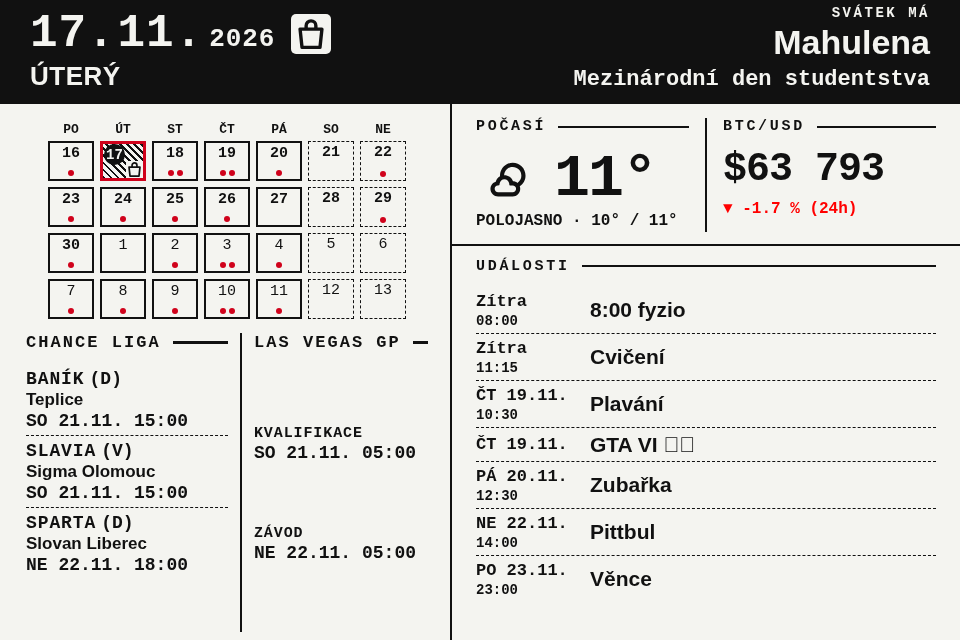 17.11. 2026
ÚTERÝ
SVÁTEK MÁ
Mahulena
Mezinárodní den studentstva
PO ÚT ST ČT PÁ SO NE
16 17 18 19 20 21 22
23 24 25 26 27 28 29
30 1 2 3 4 5 6
7 8 9 10 11 12 13
CHANCE LIGA
BANÍK (D)
Teplice
SO 21.11. 15:00
SLAVIA (V)
Sigma Olomouc
SO 21.11. 15:00
SPARTA (D)
Slovan Liberec
NE 22.11. 18:00
LAS VEGAS GP
KVALIFIKACE
SO 21.11. 05:00
ZÁVOD
NE 22.11. 05:00
POČASÍ
11°
POLOJASNO · 10° / 11°
BTC/USD
$63 793
▼ -1.7 % (24h)
UDÁLOSTI
Zítra
08:00
8:00 fyzio
Zítra
11:15
Cvičení
ČT 19.11.
10:30
Plavání
ČT 19.11.
GTA VI
PÁ 20.11.
12:30
Zubařka
NE 22.11.
14:00
Pittbul
PO 23.11.
23:00
Věnce